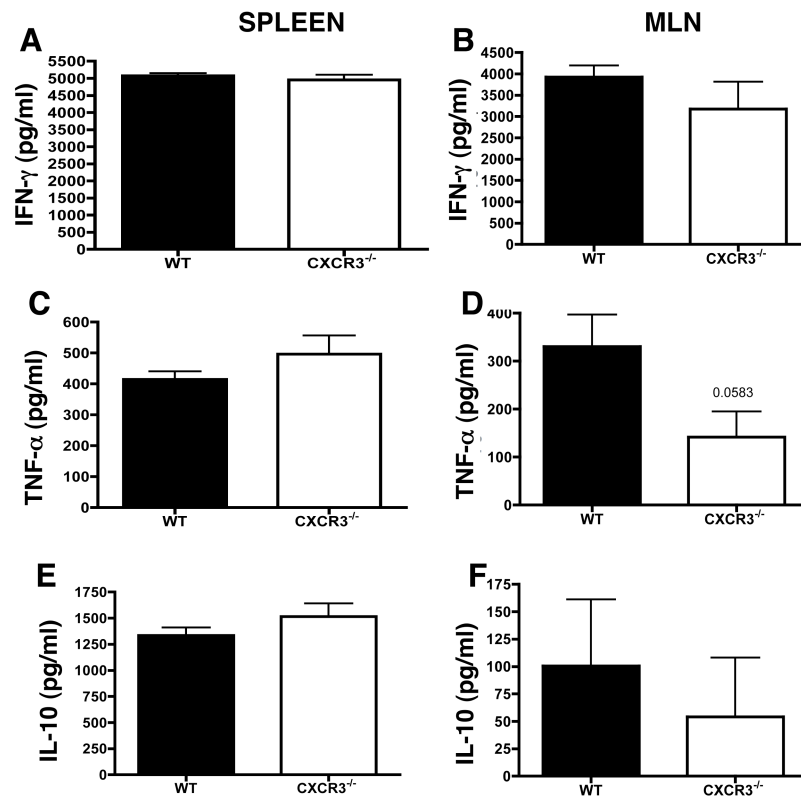 SPLEEN MLN
A
IFN-γ (pg/ml)
5500
5000
4500
4000
3500
3000
2500
2000
1500
1000
500
0
WT CXCR3-/-
B
IFN-γ (pg/ml)
4500
4000
3500
3000
2500
2000
1500
1000
500
0
WT CXCR3-/-
C
TNF-α (pg/ml)
600
500
400
300
200
100
0
WT CXCR3-/-
D
TNF-α (pg/ml)
400
300
200
100
0
0.0583
WT CXCR3-/-
E
IL-10 (pg/ml)
1750
1500
1250
1000
750
500
250
0
WT CXCR3-/-
F
IL-10 (pg/ml)
175
150
125
100
75
50
25
0
WT CXCR3-/-